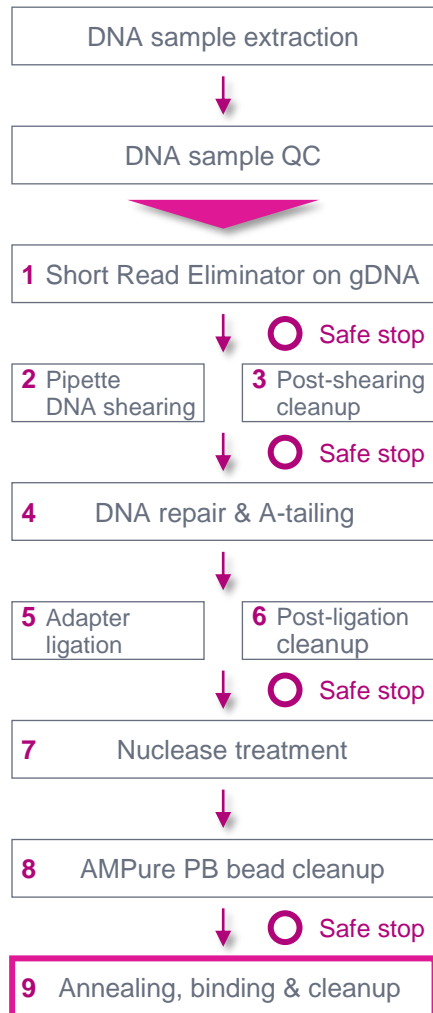 DNA sample extraction
DNA sample QC
1 Short Read Eliminator on gDNA
Safe stop
2 Pipette
DNA shearing
3 Post-shearing
cleanup
Safe stop
4 DNA repair & A-tailing
5 Adapter
ligation
6 Post-ligation
cleanup
Safe stop
7 Nuclease treatment
8 AMPure PB bead cleanup
Safe stop
9 Annealing, binding & cleanup